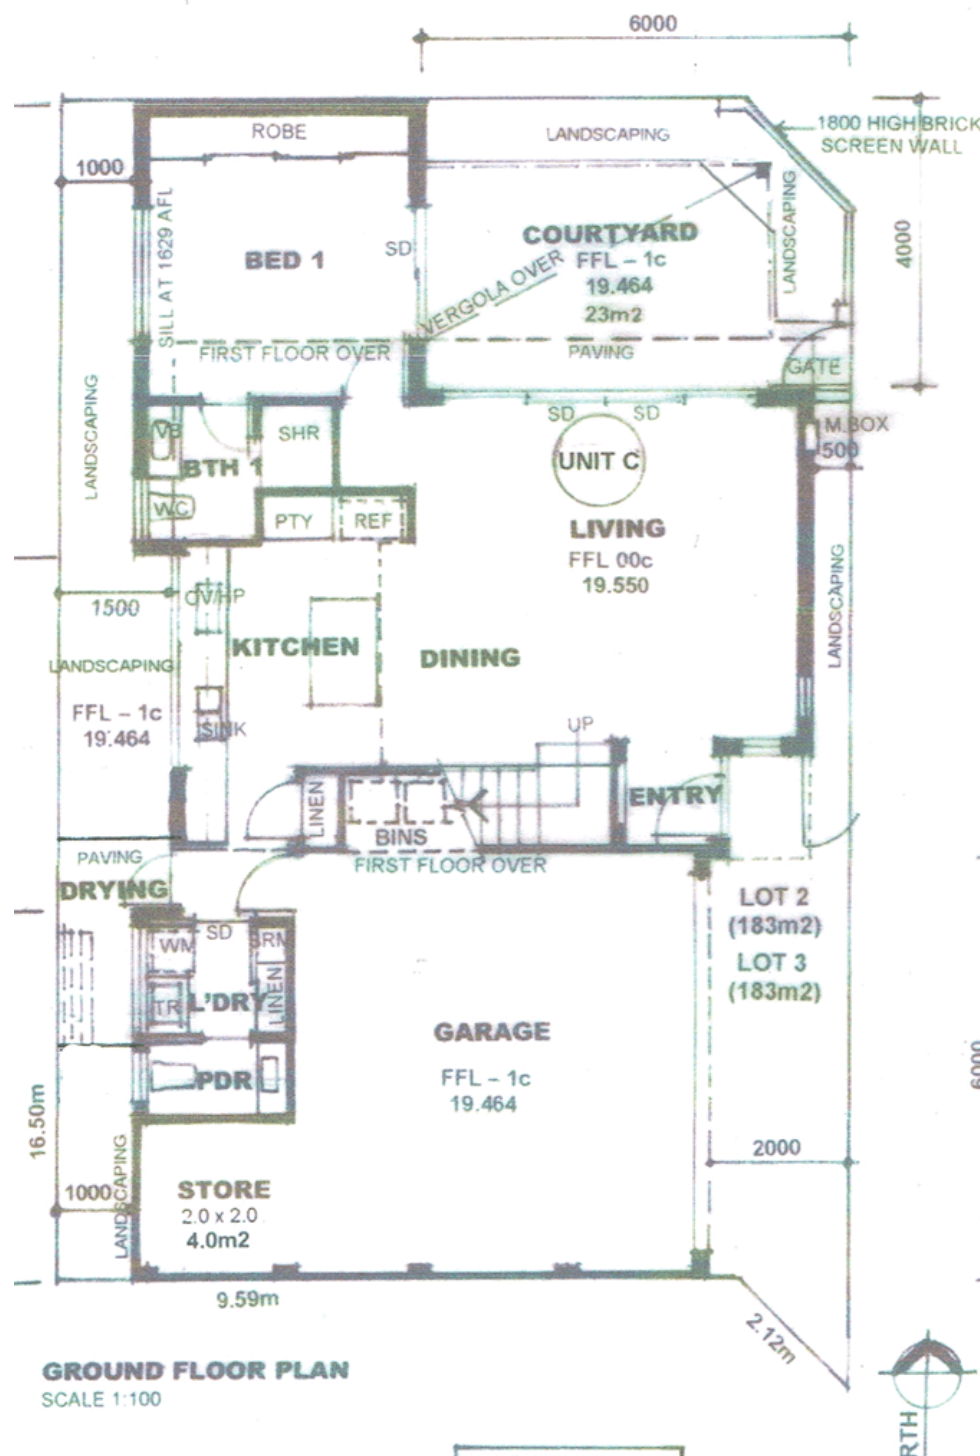 6000
ROBE
LANDSCAPING
1800 HIGH BRICK
SCREEN WALL
1000
SILL AT 1629 AFL
BED 1
SD
COURTYARD
FFL – 1c
19.464
23m2
VERGOLA OVER
LANDSCAPING
4000
FIRST FLOOR OVER
PAVING
GATE
LANDSCAPING
VB
BTH 1
SHR
SD
SD
M.BOX
500
UNIT C
WC
PTY
REF
LIVING
FFL 00c
19.550
1500
OV/HP
LANDSCAPING
KITCHEN
DINING
LANDSCAPING
FFL – 1c
19.464
SINK
UP
LINEN
BINS
ENTRY
PAVING
DRYING
FIRST FLOOR OVER
LOT 2
(183m2)
LOT 3
(183m2)
WM
SD
BRM
TR
L'DRY
LINEN
GARAGE
FFL – 1c
19.464
PDR
6000
16.50m
2000
1000
LANDSCAPING
STORE
2.0 x 2.0
4.0m2
9.59m
2.12m
GROUND FLOOR PLAN
SCALE 1:100